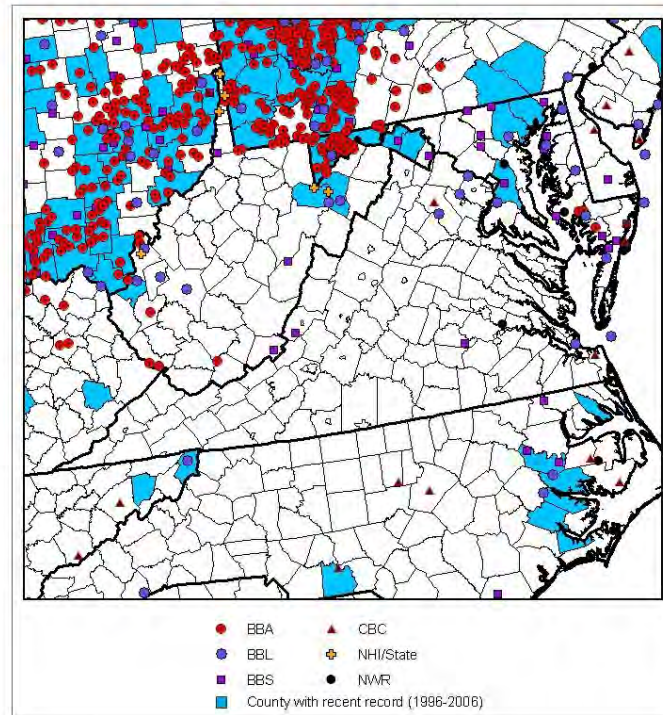 BBA
CBC
BBL
NHI/State
BBS
NWR
County with recent record (1996-2006)